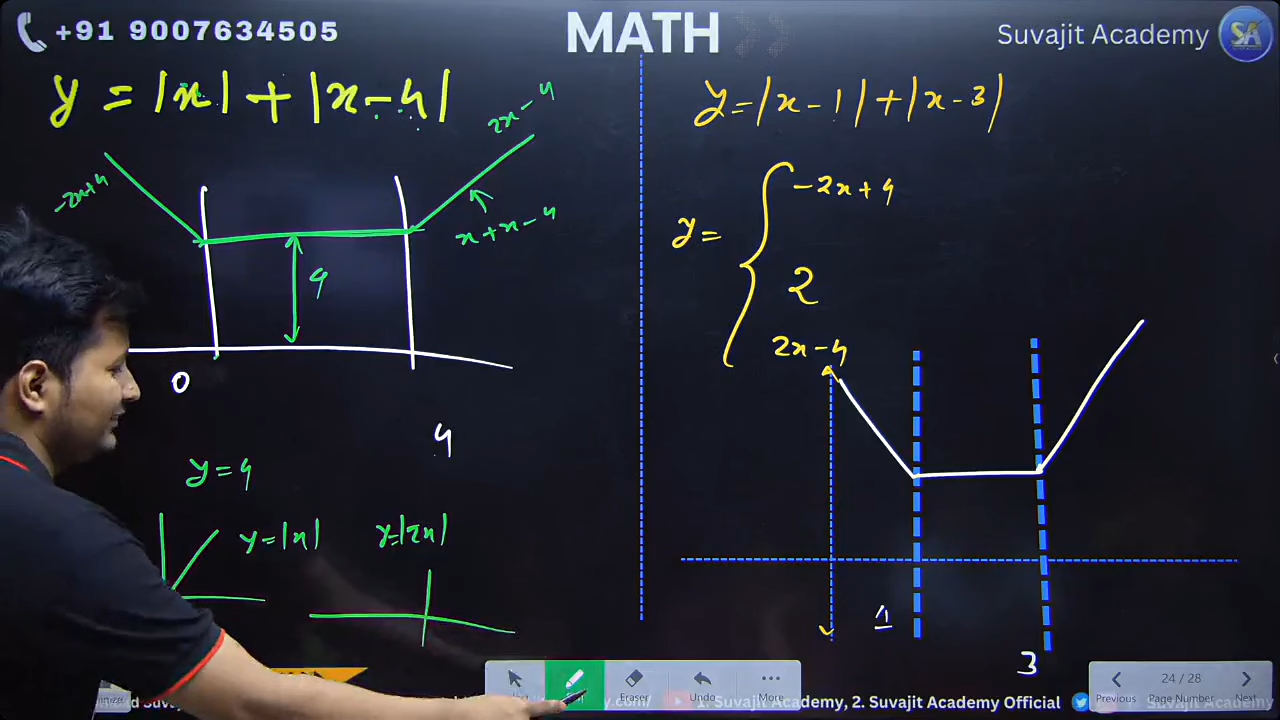 +91 9007634505
MATH
Suvajit Academy
SA
y = |x| + |x-4|
2x-4
-2x+4
x+x-4
4
0
4
y=4
y=|x|
y=|2x|
y=|x-1|+|x-3|
y=
-2x+4
2
2x-4
1
3
Eraser
Undo
More
24 / 28
Previous
Page Number
Next
1. Suvajit Academy, 2. Suvajit Academy Official